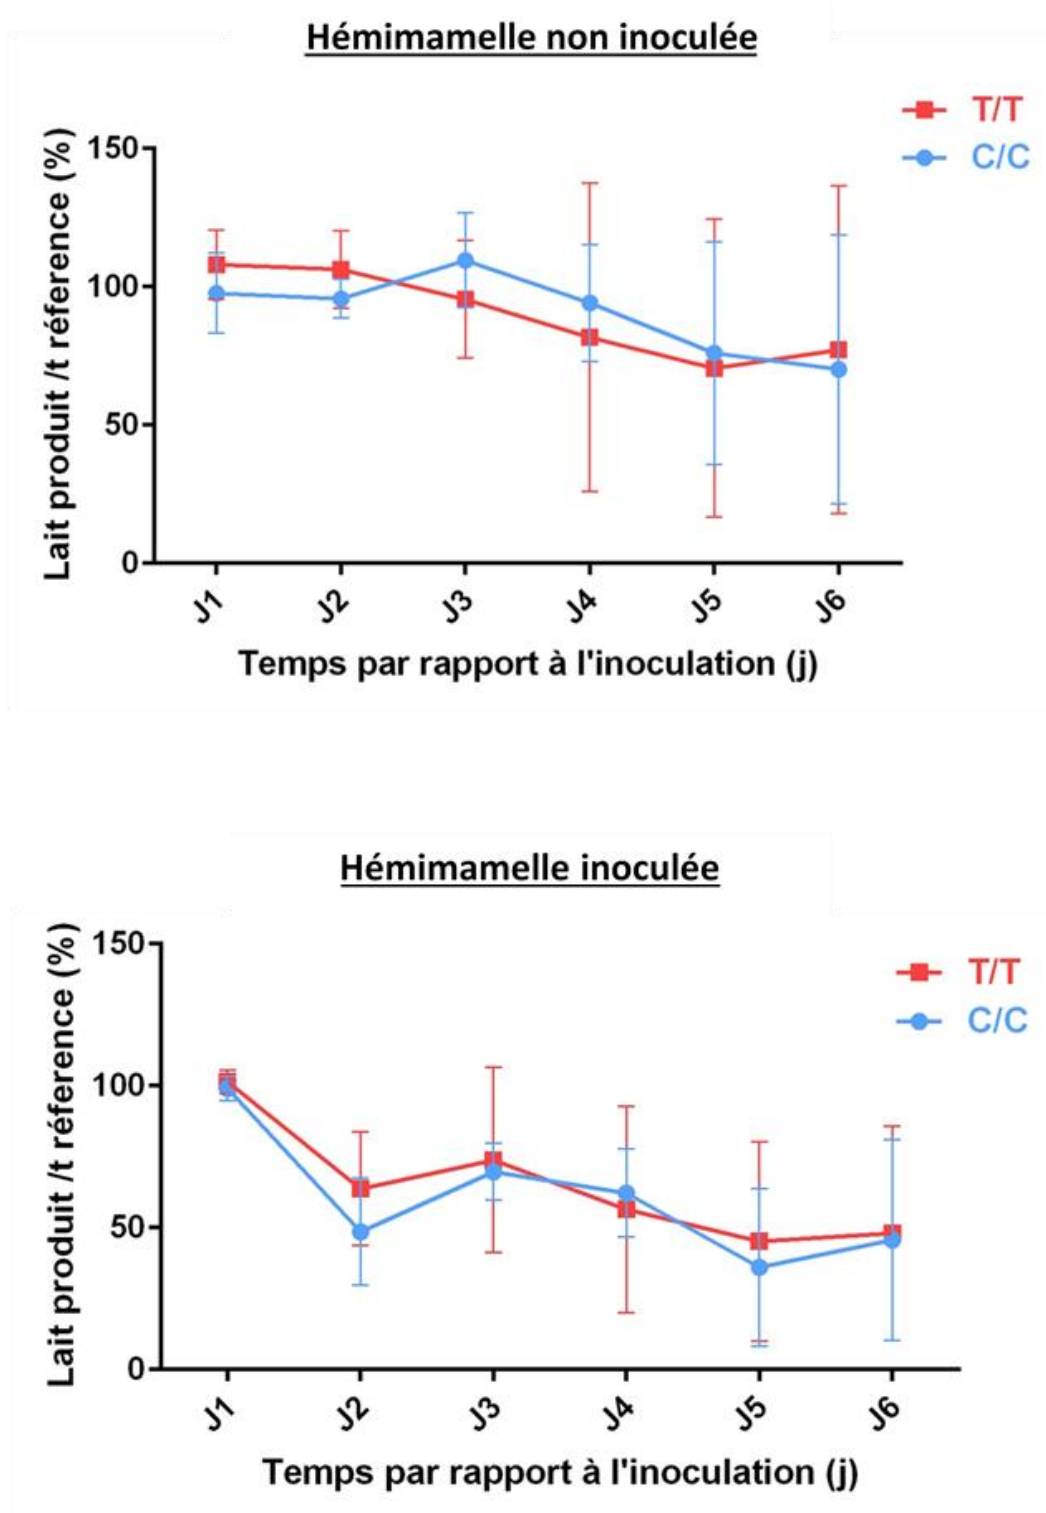 Hémimamelle non inoculée
T/T
C/C
Lait produit /t réference (%)
150
100
50
0
J1 J2 J3 J4 J5 J6
Temps par rapport à l'inoculation (j)
Hémimamelle inoculée
T/T
C/C
Lait produit /t réference (%)
150
100
50
0
J1 J2 J3 J4 J5 J6
Temps par rapport à l'inoculation (j)